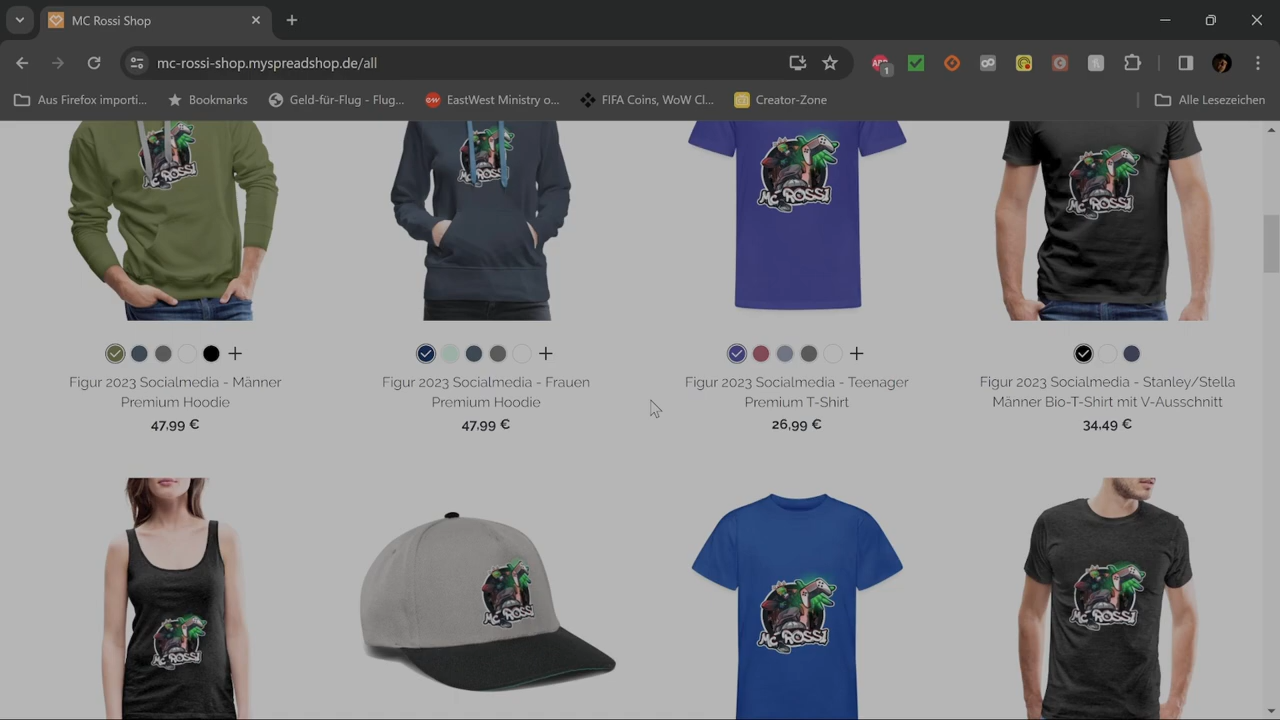 MC Rossi Shop
mc-rossi-shop.myspreadshop.de/all
1
Aus Firefox importi...
Bookmarks
Geld-für-Flug - Flug...
EastWest Ministry o...
FIFA Coins, WoW Cl...
Creator-Zone
Alle Lesezeichen
MC ROSSI
MC ROSSI
MC ROSSI
MC ROSSI
Figur 2023 Socialmedia - Männer
Premium Hoodie
47,99 €
Figur 2023 Socialmedia - Frauen
Premium Hoodie
47,99 €
Figur 2023 Socialmedia - Teenager
Premium T-Shirt
26,99 €
Figur 2023 Socialmedia - Stanley/Stella
Männer Bio-T-Shirt mit V-Ausschnitt
34,49 €
MC ROSSI
MC ROSSI
MC ROSSI
MC ROSSI